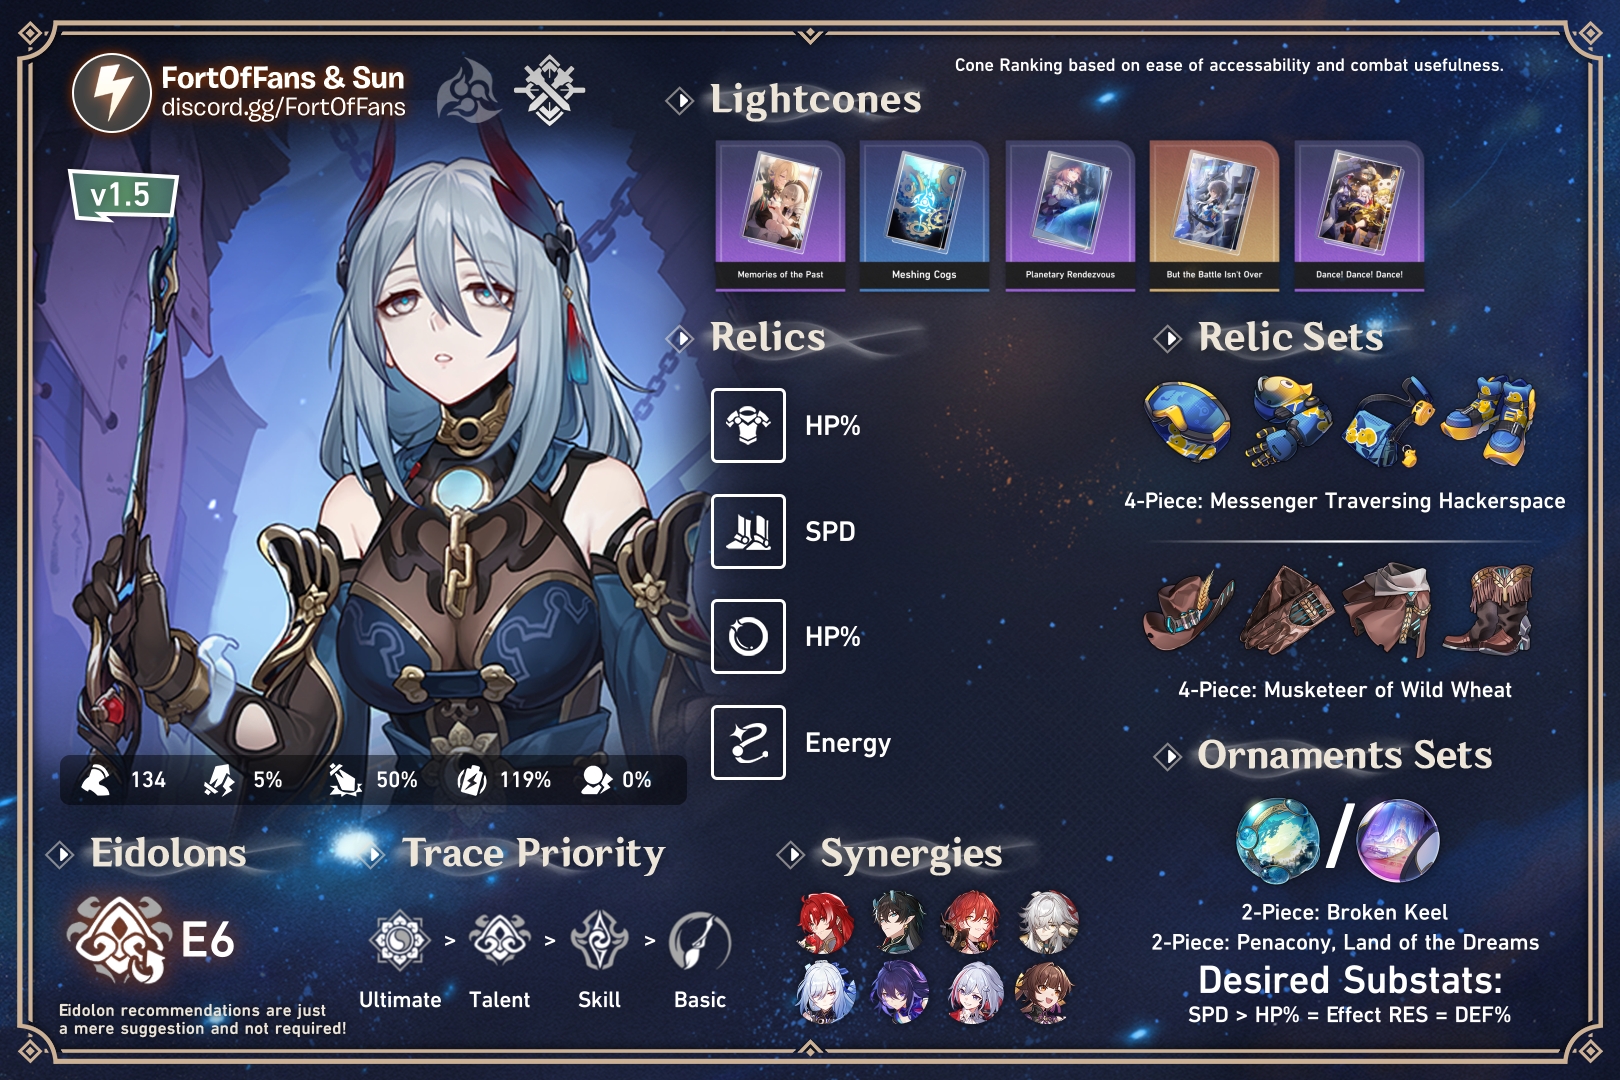 FortOfFans & Sun
discord.gg/FortOfFans
v1.5
Cone Ranking based on ease of accessability and combat usefulness.
Lightcones
Memories of the Past
Meshing Cogs
Planetary Rendezvous
But the Battle Isn't Over
Dance! Dance! Dance!
Relics
HP%
SPD
HP%
Energy
Relic Sets
4-Piece: Messenger Traversing Hackerspace
4-Piece: Musketeer of Wild Wheat
Ornaments Sets
/
2-Piece: Broken Keel
2-Piece: Penacony, Land of the Dreams
Desired Substats:
SPD > HP% = Effect RES = DEF%
134 5% 50% 119% 0%
Eidolons
E6
Eidolon recommendations are just
a mere suggestion and not required!
Trace Priority
> > >
Ultimate Talent Skill Basic
Synergies